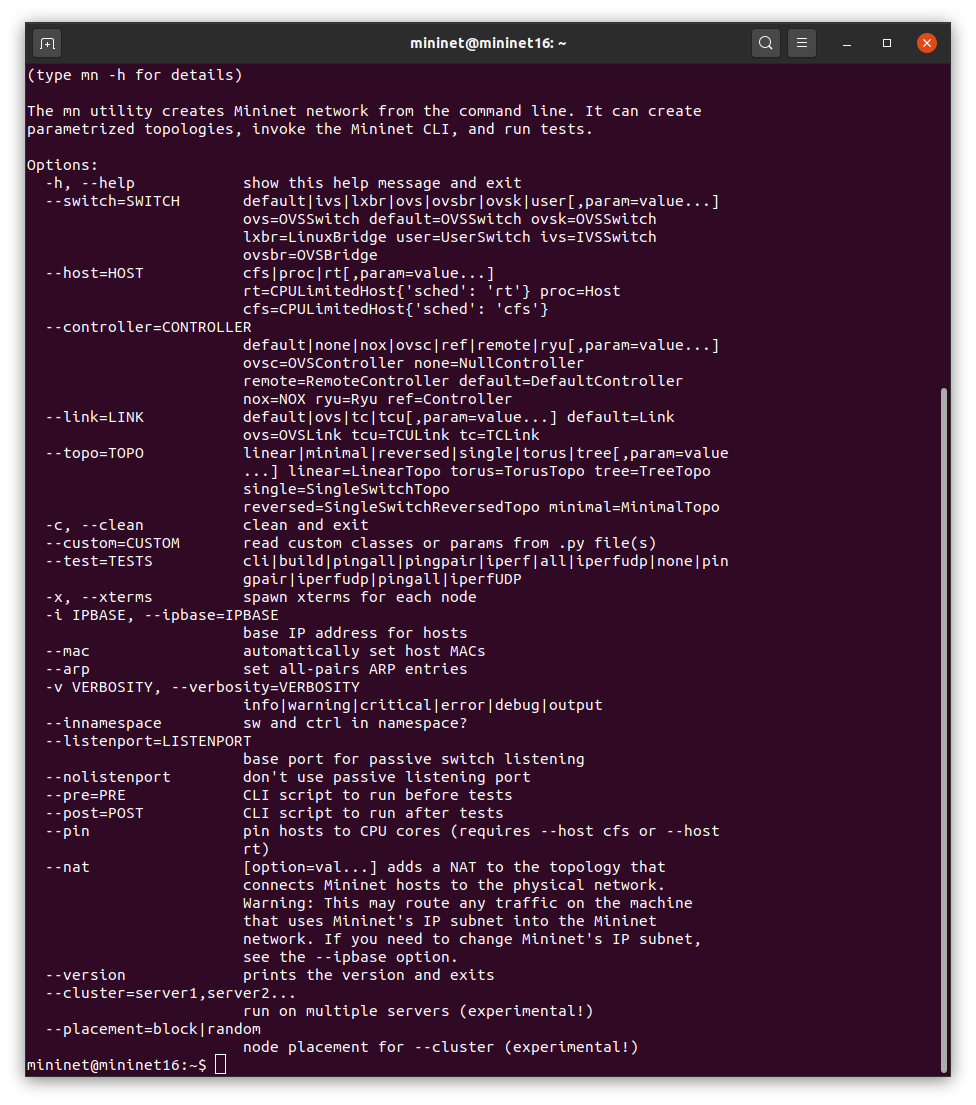 mininet@mininet16: ~
(type mn -h for details)

The mn utility creates Mininet network from the command line. It can create
parametrized topologies, invoke the Mininet CLI, and run tests.

Options:
  -h, --help            show this help message and exit
  --switch=SWITCH       default|ivs|lxbr|ovs|ovsbr|ovsk|user[,param=value...]
                        ovs=OVSSwitch default=OVSSwitch ovsk=OVSSwitch
                        lxbr=LinuxBridge user=UserSwitch ivs=IVSSwitch
                        ovsbr=OVSBridge
  --host=HOST           cfs|proc|rt[,param=value...]
                        rt=CPULimitedHost{'sched': 'rt'} proc=Host
                        cfs=CPULimitedHost{'sched': 'cfs'}
  --controller=CONTROLLER
                        default|none|nox|ovsc|ref|remote|ryu[,param=value...]
                        ovsc=OVSController none=NullController
                        remote=RemoteController default=DefaultController
                        nox=NOX ryu=Ryu ref=Controller
  --link=LINK           default|ovs|tc|tcu[,param=value...] default=Link
                        ovs=OVSLink tcu=TCULink tc=TCLink
  --topo=TOPO           linear|minimal|reversed|single|torus|tree[,param=value
                        ...] linear=LinearTopo torus=TorusTopo tree=TreeTopo
                        single=SingleSwitchTopo
                        reversed=SingleSwitchReversedTopo minimal=MinimalTopo
  -c, --clean           clean and exit
  --custom=CUSTOM       read custom classes or params from .py file(s)
  --test=TESTS          cli|build|pingall|pingpair|iperf|all|iperfudp|none|pin
                        gpair|iperfudp|pingall|iperfUDP
  -x, --xterms          spawn xterms for each node
  -i IPBASE, --ipbase=IPBASE
                        base IP address for hosts
  --mac                 automatically set host MACs
  --arp                 set all-pairs ARP entries
  -v VERBOSITY, --verbosity=VERBOSITY
                        info|warning|critical|error|debug|output
  --innamespace         sw and ctrl in namespace?
  --listenport=LISTENPORT
                        base port for passive switch listening
  --nolistenport        don't use passive listening port
  --pre=PRE             CLI script to run before tests
  --post=POST           CLI script to run after tests
  --pin                 pin hosts to CPU cores (requires --host cfs or --host
                        rt)
  --nat                 [option=val...] adds a NAT to the topology that
                        connects Mininet hosts to the physical network.
                        Warning: This may route any traffic on the machine
                        that uses Mininet's IP subnet into the Mininet
                        network. If you need to change Mininet's IP subnet,
                        see the --ipbase option.
  --version             prints the version and exits
  --cluster=server1,server2...
                        run on multiple servers (experimental!)
  --placement=block|random
                        node placement for --cluster (experimental!)
mininet@mininet16:~$